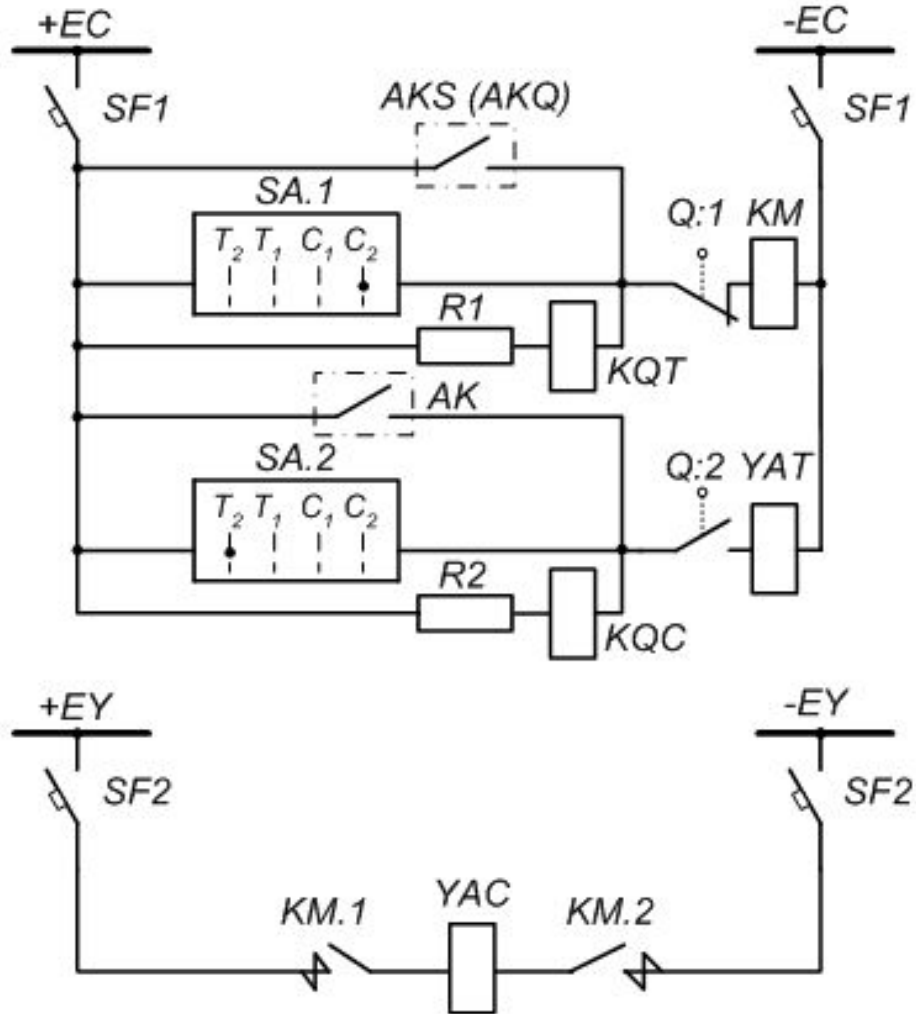 +EC -EC
SF1 AKS (AKQ) SF1
SA.1 Q:1 KM
T2 T1 C1 C2
R1
KQT
AK
SA.2 Q:2 YAT
T2 T1 C1 C2
R2
KQC
+EY -EY
SF2 SF2
YAC
KM.1 KM.2